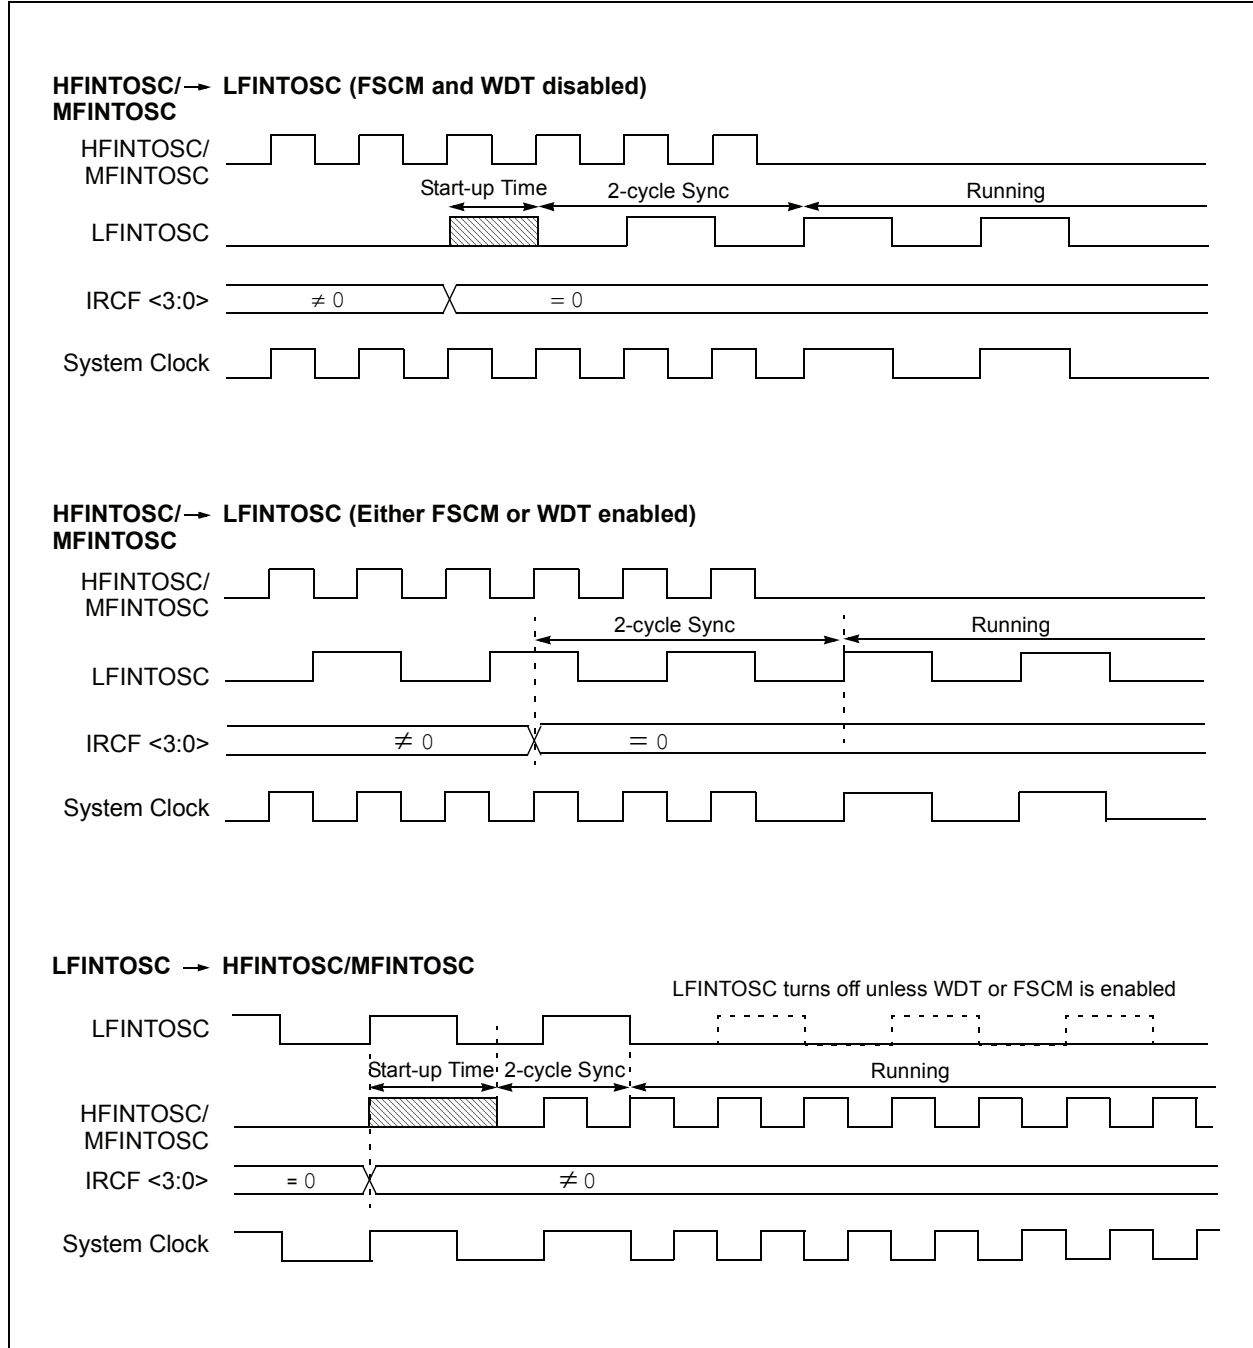 HFINTOSC/→ LFINTOSC (FSCM and WDT disabled)
MFINTOSC
HFINTOSC/
MFINTOSC
Start-up Time 2-cycle Sync Running
LFINTOSC
IRCF <3:0> ≠ 0 = 0
System Clock
HFINTOSC/→ LFINTOSC (Either FSCM or WDT enabled)
MFINTOSC
HFINTOSC/
MFINTOSC
2-cycle Sync Running
LFINTOSC
IRCF <3:0> ≠ 0 = 0
System Clock
LFINTOSC → HFINTOSC/MFINTOSC
LFINTOSC turns off unless WDT or FSCM is enabled
LFINTOSC
Start-up Time 2-cycle Sync Running
HFINTOSC/
MFINTOSC
IRCF <3:0> = 0 ≠ 0
System Clock